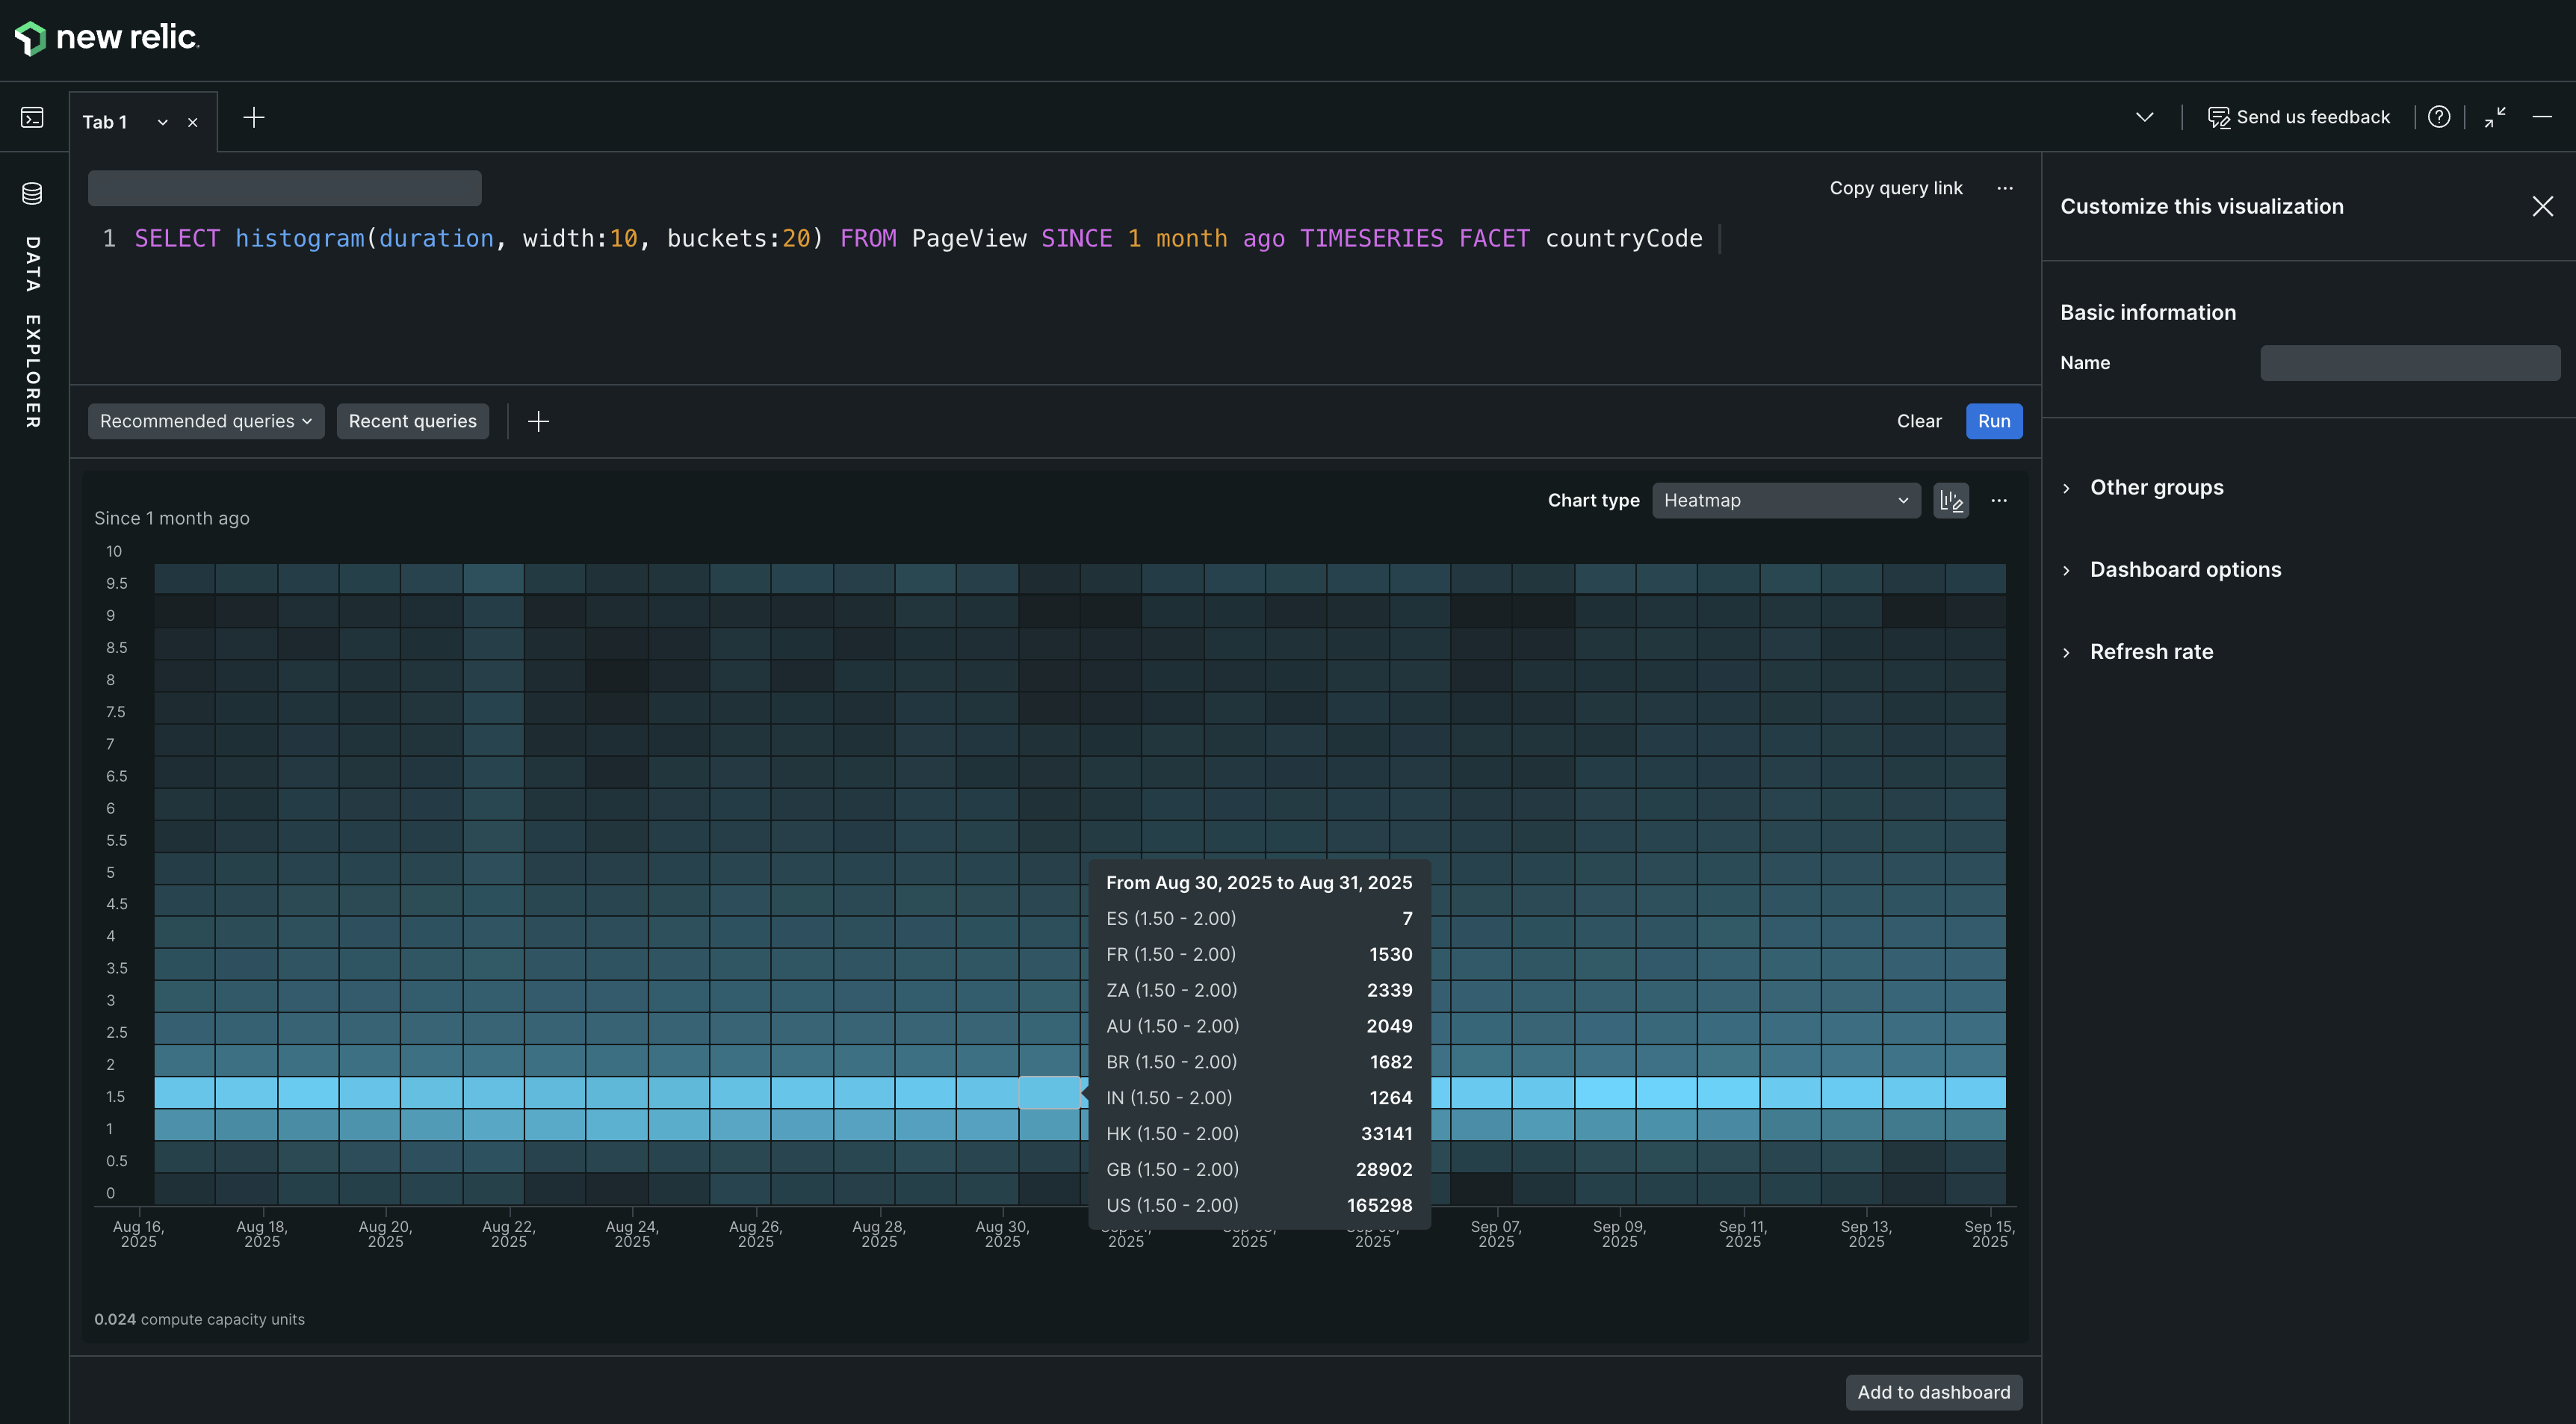 new relic
Tab 1
Send us feedback
DATA EXPLORER
Copy query link
1 SELECT histogram(duration, width:10, buckets:20) FROM PageView SINCE 1 month ago TIMESERIES FACET countryCode
Recommended queries
Recent queries
Clear
Run
Customize this visualization
Basic information
Name
Other groups
Dashboard options
Refresh rate
Since 1 month ago
Chart type
Heatmap
10
9.5
9
8.5
8
7.5
7
6.5
6
5.5
5
4.5
4
3.5
3
2.5
2
1.5
1
0.5
0
From Aug 30, 2025 to Aug 31, 2025
ES (1.50 - 2.00) 7
FR (1.50 - 2.00) 1530
ZA (1.50 - 2.00) 2339
AU (1.50 - 2.00) 2049
BR (1.50 - 2.00) 1682
IN (1.50 - 2.00) 1264
HK (1.50 - 2.00) 33141
GB (1.50 - 2.00) 28902
US (1.50 - 2.00) 165298
Aug 16, 2025
Aug 18, 2025
Aug 20, 2025
Aug 22, 2025
Aug 24, 2025
Aug 26, 2025
Aug 28, 2025
Aug 30, 2025
2025
2025
2025
Sep 07, 2025
Sep 09, 2025
Sep 11, 2025
Sep 13, 2025
Sep 15, 2025
0.024 compute capacity units
Add to dashboard